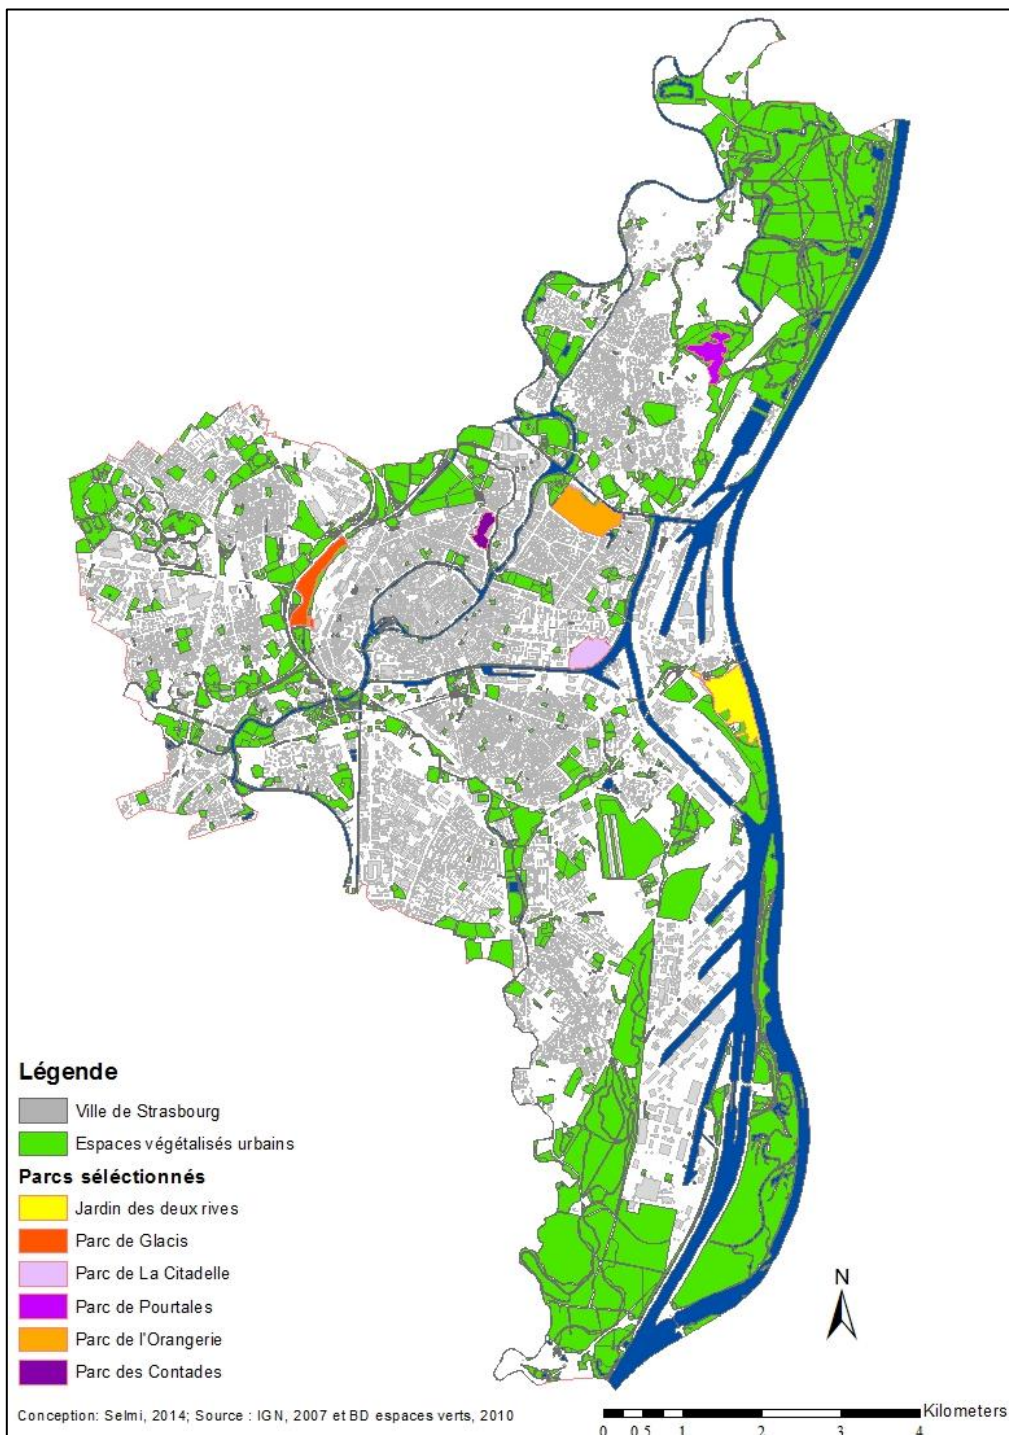 Légende
Ville de Strasbourg
Espaces végétalisés urbains
Parcs séléctionnés
Jardin des deux rives
Parc de Glacis
Parc de La Citadelle
Parc de Pourtales
Parc de l'Orangerie
Parc des Contades
Conception: Selmi, 2014; Source : IGN, 2007 et BD espaces verts, 2010
N
Kilometers
0 0,5 1 2 3 4